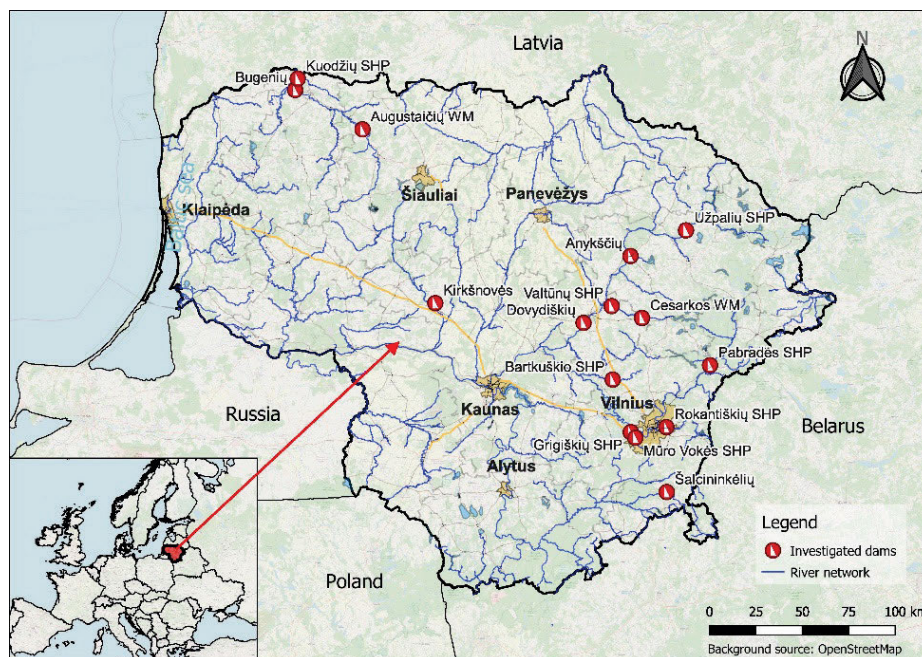 Latvia
N
Kuodžių SHP
Bugenių
Augustaičių WM
Šiauliai
Panevėžys
Baltic sea
Klaipėda
Užpalių SHP
Anykščių
Kirkšnovės
Valtūnų SHP
Dovydiškių
Cesarkos WM
Pabradės SHP
Bartkuškio SHP
Kaunas
Vilnius
Rokantiškių SHP
Russia
Belarus
Grigiškių SHP
Mūro Vokės SHP
Alytus
Šalcininkėlių
Legend
Investigated dams
River network
Poland
0 25 50 75 100 km
Background source: OpenStreetMap